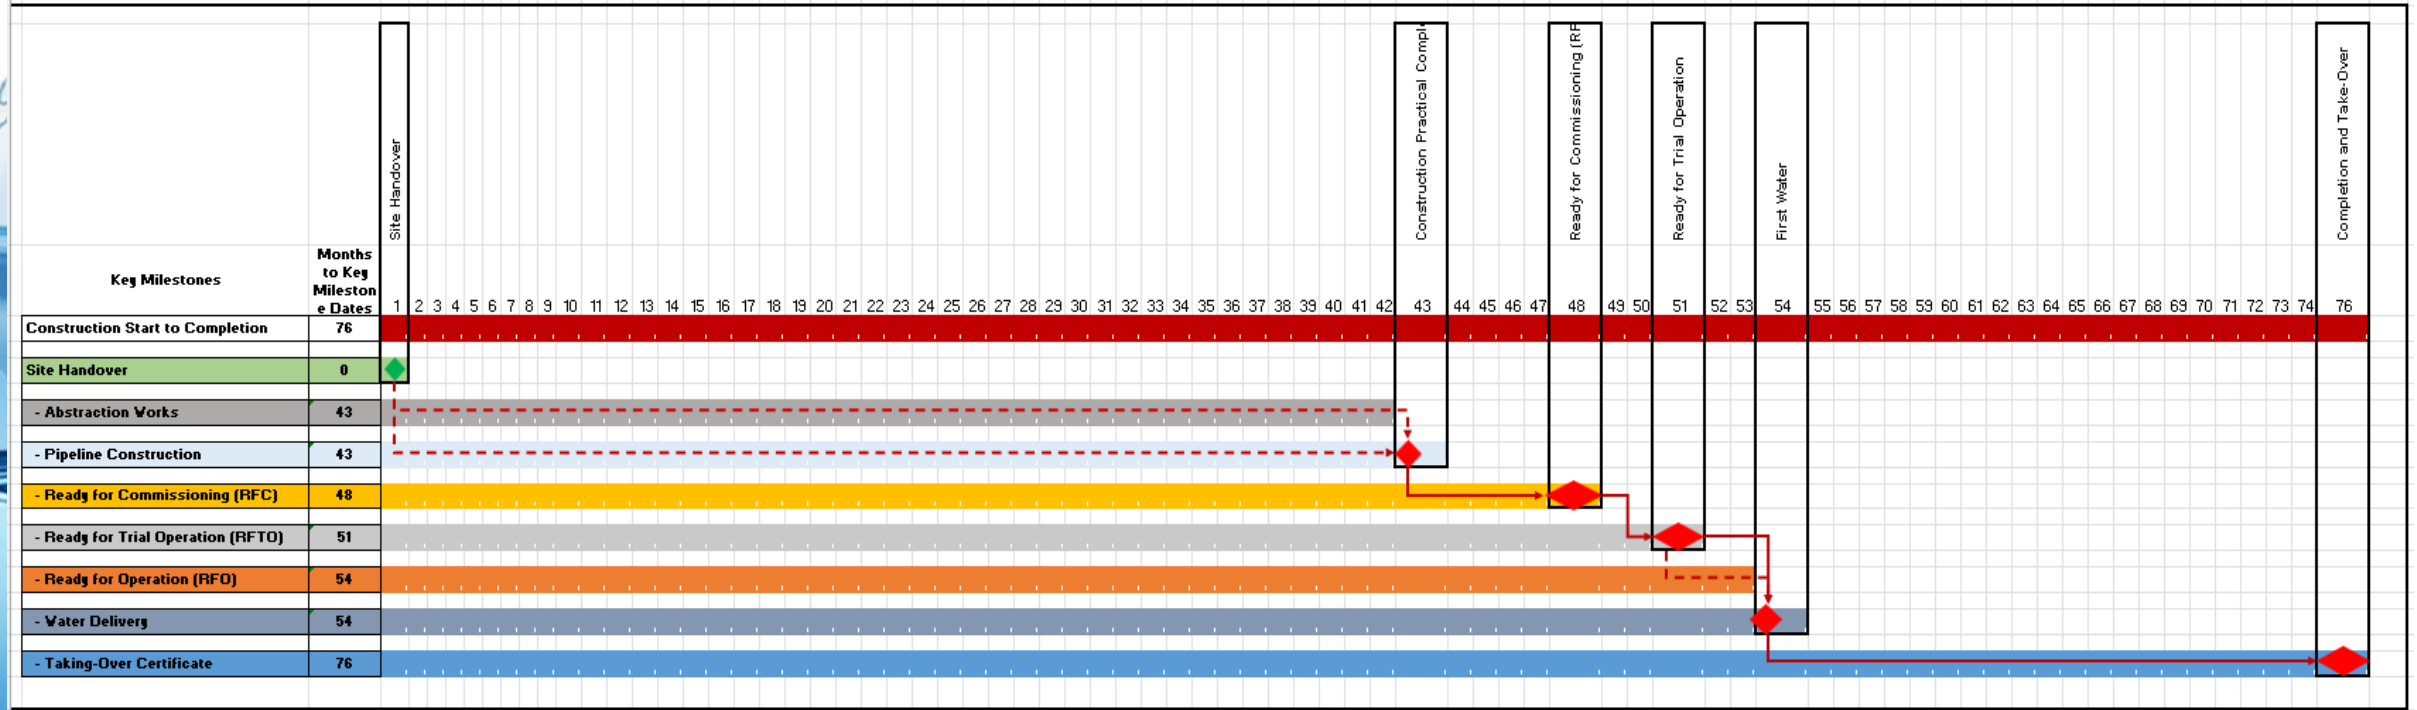 Site Handover
Construction Practical Compl
Ready for Commissioning (RF
Ready for Trial Operation
First Water
Completion and Take-Over
Key Milestones
Months
to Key
Mileston
e Dates
1 2 3 4 5 6 7 8 9 10 11 12 13 14 15 16 17 18 19 20 21 22 23 24 25 26 27 28 29 30 31 32 33 34 35 36 37 38 39 40 41 42 43 44 45 46 47 48 49 50 51 52 53 54 55 56 57 58 59 60 61 62 63 64 65 66 67 68 69 70 71 72 73 74 76
Construction Start to Completion 76
Site Handover 0
- Abstraction Works 43
- Pipeline Construction 43
- Ready for Commissioning (RFC) 48
- Ready for Trial Operation (RFTO) 51
- Ready for Operation (RFO) 54
- Water Delivery 54
- Taking-Over Certificate 76